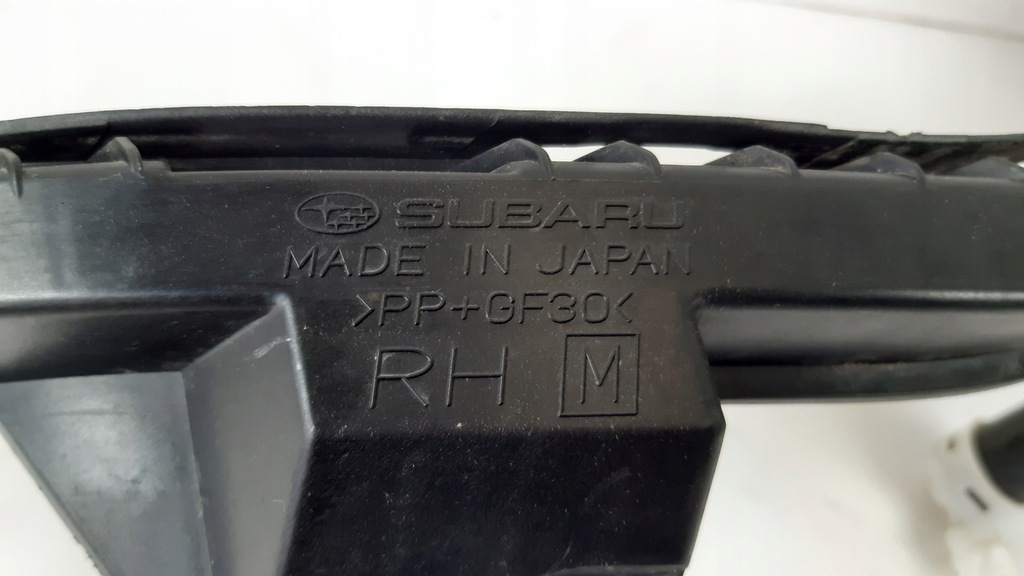 SUBARU
MADE IN JAPAN
>PP+GF30<
RH M